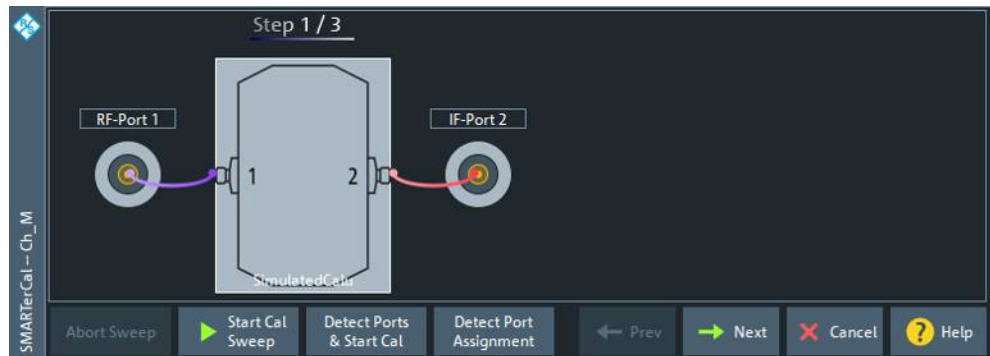 Step 1 / 3
RF-Port 1
IF-Port 2
1
2
SimulatedCalu
SMARTerCal – Ch_M
Abort Sweep
Start Cal
Sweep
Detect Ports
& Start Cal
Detect Port
Assignment
Prev
Next
Cancel
? Help